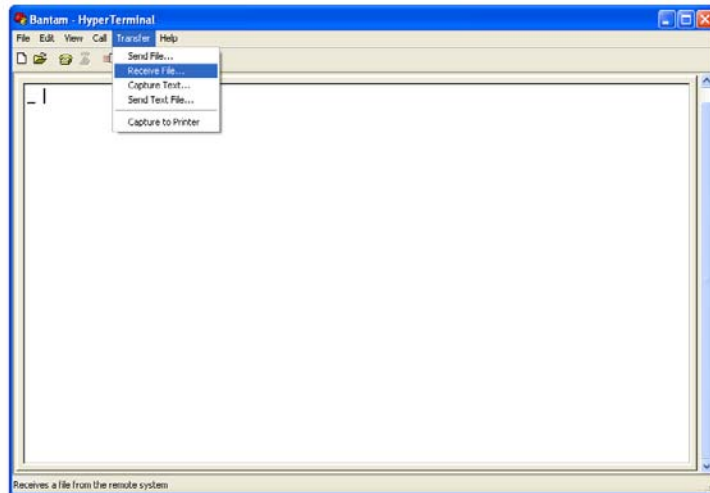 Bantam - HyperTerminal
File Edit View Call Transfer Help
Send File...
Receive File...
Capture Text...
Send Text File...
Capture to Printer
Receives a file from the remote system